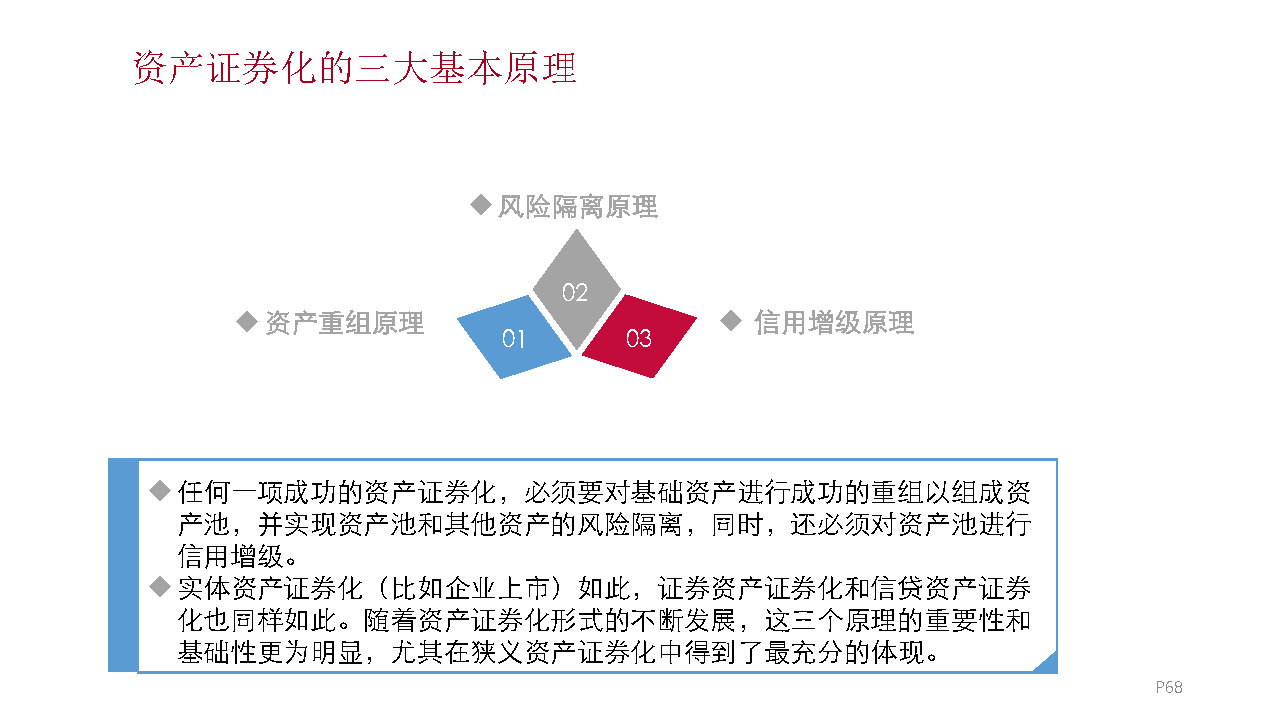 资产证券化的三大基本原理
◆风险隔离原理
02
◆资产重组原理
01
03
◆ 信用增级原理
◆任何一项成功的资产证券化，必须要对基础资产进行成功的重组以组成资
产池，并实现资产池和其他资产的风险隔离，同时，还必须对资产池进行
信用增级。
◆实体资产证券化（比如企业上市）如此，证券资产证券化和信贷资产证券
化也同样如此。随着资产证券化形式的不断发展，这三个原理的重要性和
基础性更为明显，尤其在狭义资产证券化中得到了最充分的体现。
P68